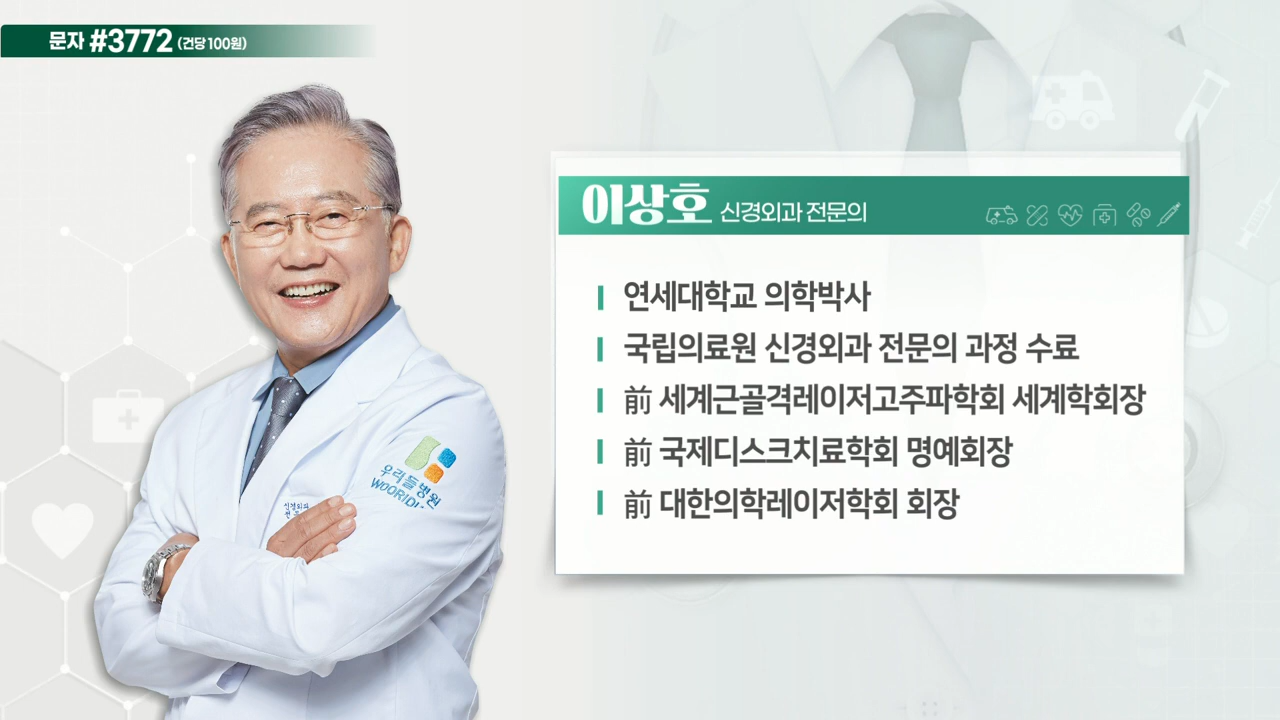 문자 #3772 (건당 100원)
이상호 신경외과 전문의
연세대학교 의학박사
국립의료원 신경외과 전문의 과정 수료
前 세계근골격레이저고주파학회 세계학회장
前 국제디스크치료학회 명예회장
前 대한의학레이저학회 회장
우리들병원
WOORIDUL
신경외과